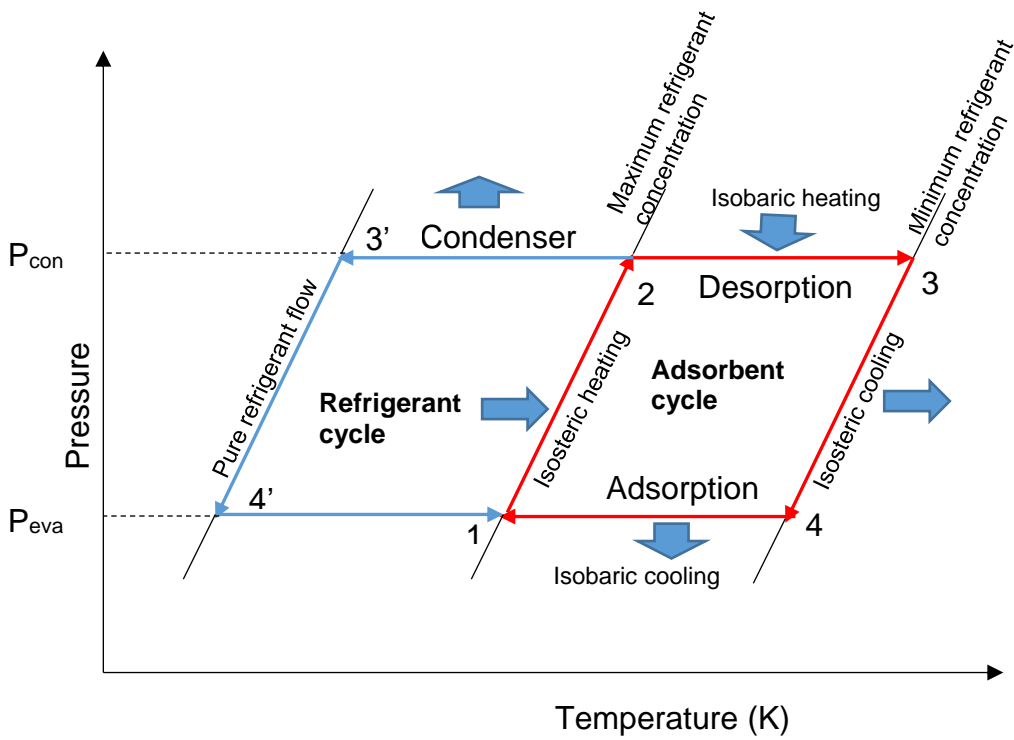 Maximum refrigerant
concentration
Minimum refrigerant
concentration
Isobaric heating
3’
Condenser
Pcon
2
Desorption
3
Pure refrigerant flow
Isosteric heating
Isosteric cooling
Pressure
Refrigerant
cycle
Adsorbent
cycle
4’
Adsorption
Peva
1
4
Isobaric cooling
Temperature (K)